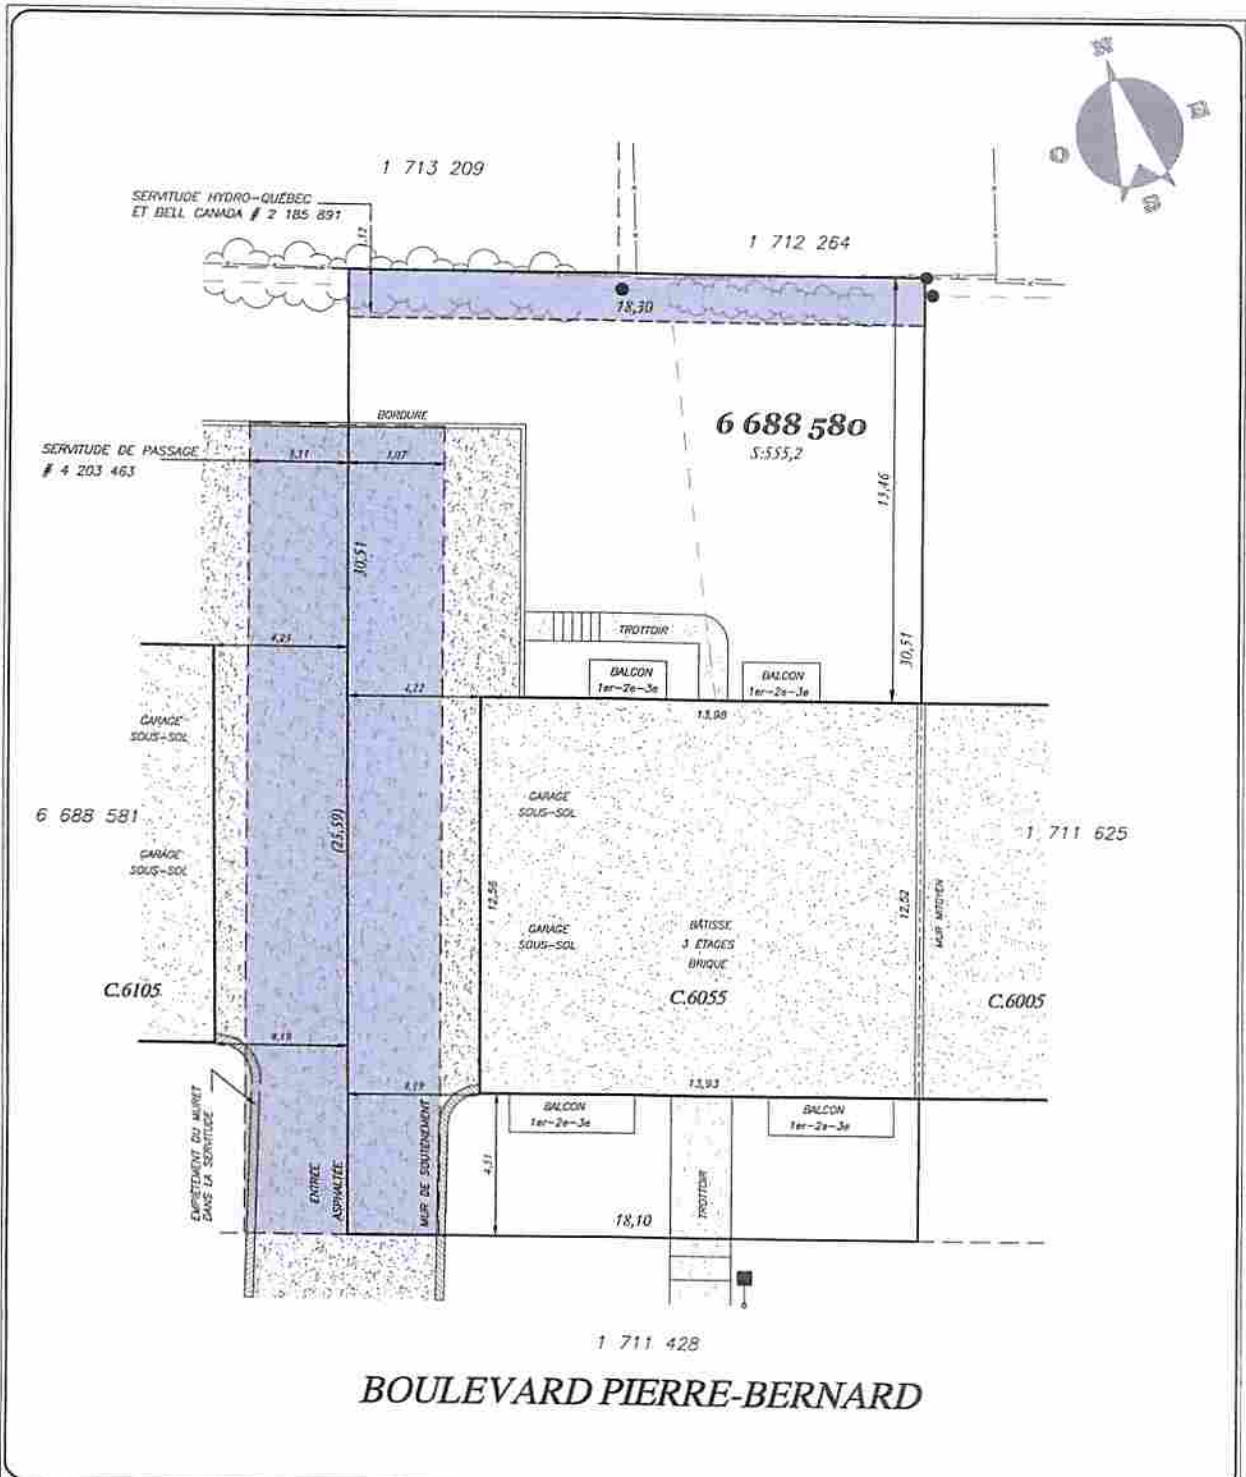 N
E
O
S
1 713 209
SERVITUDE HYDRO-QUÉBEC
ET BELL CANADA # 2 185 891
1 712 264
18,30
BORDURE
6 688 580
S:555,2
SERVITUDE DE PASSAGE
# 4 203 463
13,46
30,51
TROTTOIR
30,51
BALCON
1er-2e-3e
BALCON
1er-2e-3e
4,22
13,98
GARAGE
SOUS-SOL
GARAGE
SOUS-SOL
6 688 581
(25,59)
1 711 625
GARAGE
SOUS-SOL
12,56
12,52
MUR MITOYEN
GARAGE
SOUS-SOL
BÂTISSE
3 ÉTAGES
BRIQUE
C.6105
C.6055
C.6005
4,19
13,93
EMPIÈTEMENT DU MURET
DANS LA SERVITUDE
ENTRÉE
ASPHALTÉE
MUR DE SOUTÈNEMENT
BALCON
1er-2e-3e
BALCON
1er-2e-3e
4,51
TROTTOIR
18,10
1 711 428
BOULEVARD PIERRE-BERNARD